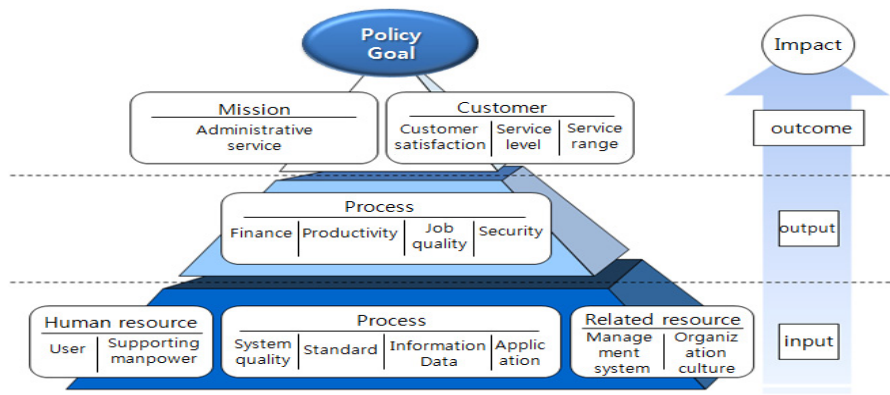 Policy
Goal
Impact
Mission
Administrative
service
Customer
Customer
satisfaction
Service
level
Service
range
outcome
Process
Finance
Productivity
Job
quality
Security
output
Human resource
User
Supporting
manpower
Process
System
quality
Standard
Information
Data
Applic
ation
Related resource
Manage
ment
system
Organiz
ation
culture
input